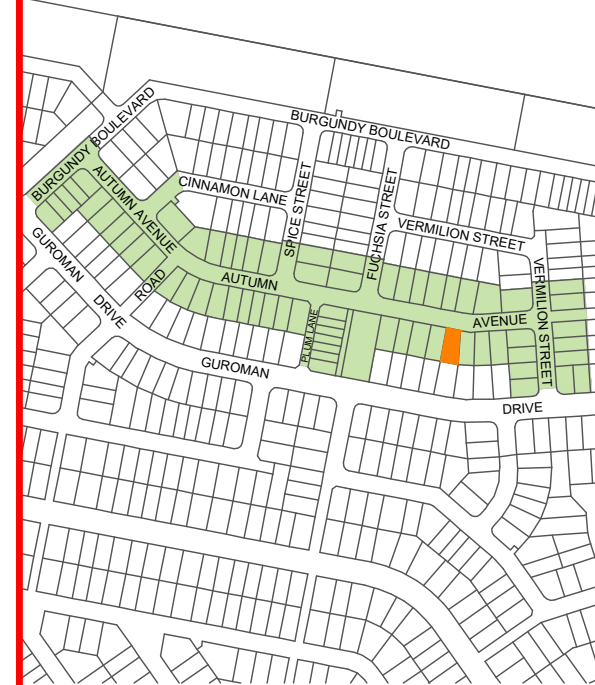 BURGUNDY BOULEVARD
BURGUNDY BOULEVARD
CINNAMON LANE
AUTUMN AVENUE
SPICE STREET
FUCHSIA STREET
VERMILION STREET
GUROMAN
DRIVE
ROAD
AUTUMN
AVENUE
VERMILION STREET
PLUM LANE
GUROMAN
DRIVE